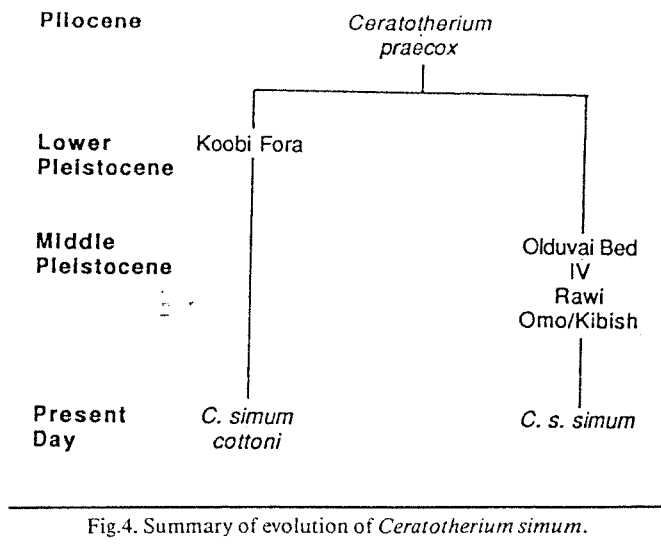 Pliocene
Ceratotherium
praecox
Lower
Pleistocene
Koobi Fora
Middle
Pleistocene
Olduvai Bed
IV
Rawi
Omo/Kibish
Present
Day
C. simum
cottoni
C. s. simum
Fig.4. Summary of evolution of Ceratotherium simum.